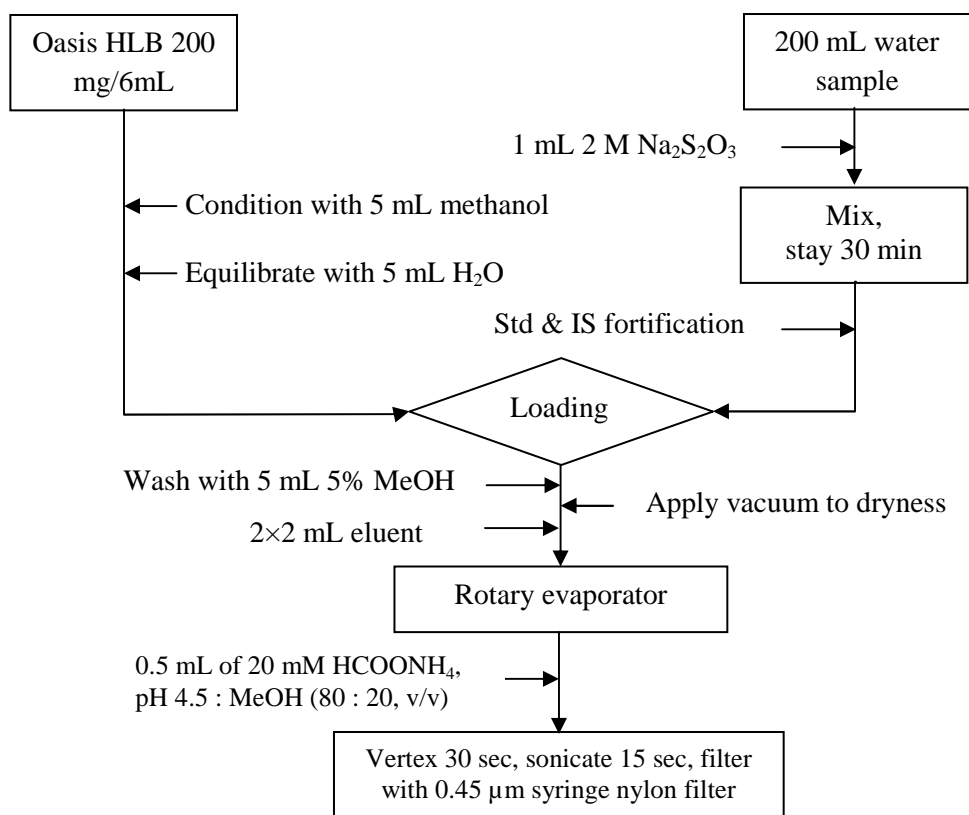 Oasis HLB 200
mg/6mL
200 mL water
sample
1 mL 2 M Na₂S₂O₃
Condition with 5 mL methanol
Mix,
stay 30 min
Equilibrate with 5 mL H₂O
Std & IS fortification
Loading
Wash with 5 mL 5% MeOH
Apply vacuum to dryness
2×2 mL eluent
Rotary evaporator
0.5 mL of 20 mM HCOONH₄,
pH 4.5 : MeOH (80 : 20, v/v)
Vertex 30 sec, sonicate 15 sec, filter
with 0.45 µm syringe nylon filter